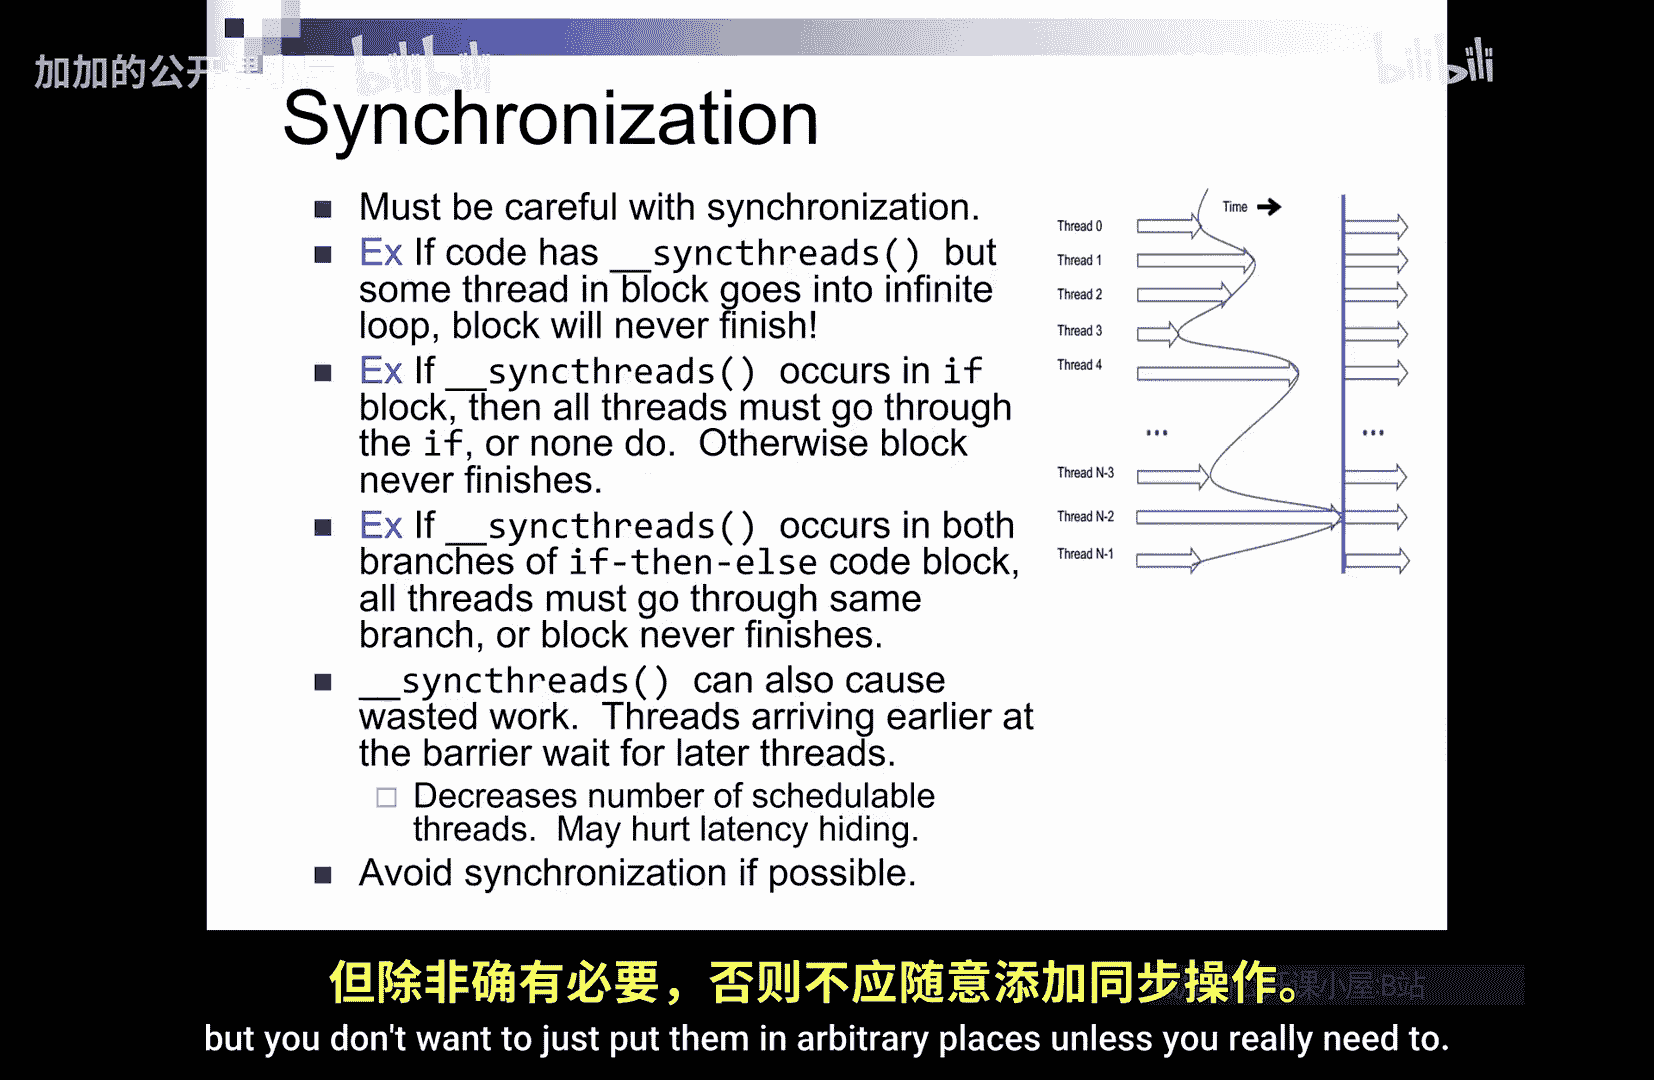 加加的公开
bilibili
bilibili
Synchronization
Must be careful with synchronization.
Ex If code has __syncthreads() but
some thread in block goes into infinite
loop, block will never finish!
Ex If __syncthreads() occurs in if
block, then all threads must go through
the if, or none do. Otherwise block
never finishes.
Ex If __syncthreads() occurs in both
branches of if-then-else code block,
all threads must go through same
branch, or block never finishes.
__syncthreads() can also cause
wasted work. Threads arriving earlier at
the barrier wait for later threads.
Decreases number of schedulable
threads. May hurt latency hiding.
Avoid synchronization if possible.
Time
Thread 0
Thread 1
Thread 2
Thread 3
Thread 4
... ...
Thread N-3
Thread N-2
Thread N-1
但除非确有必要，否则不应随意添加同步操作。
课小屋:B站
but you don't want to just put them in arbitrary places unless you really need to.